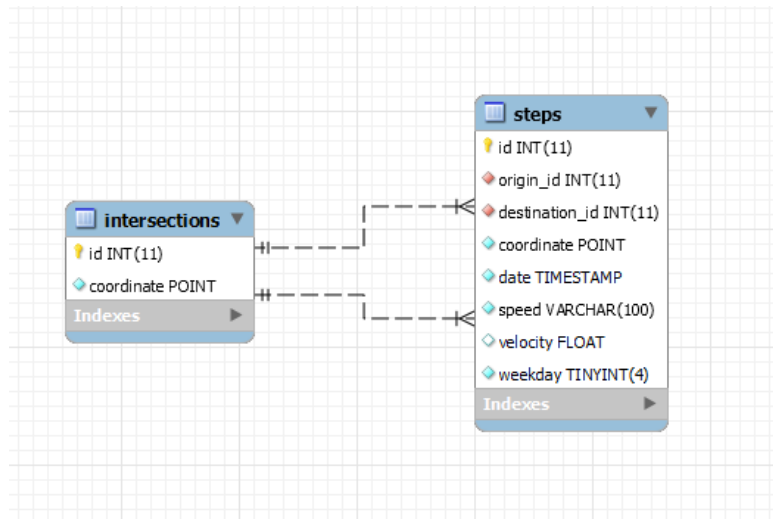 intersections
id INT(11)
coordinate POINT
Indexes
steps
id INT(11)
origin_id INT(11)
destination_id INT(11)
coordinate POINT
date TIMESTAMP
speed VARCHAR(100)
velocity FLOAT
weekday TINYINT(4)
Indexes